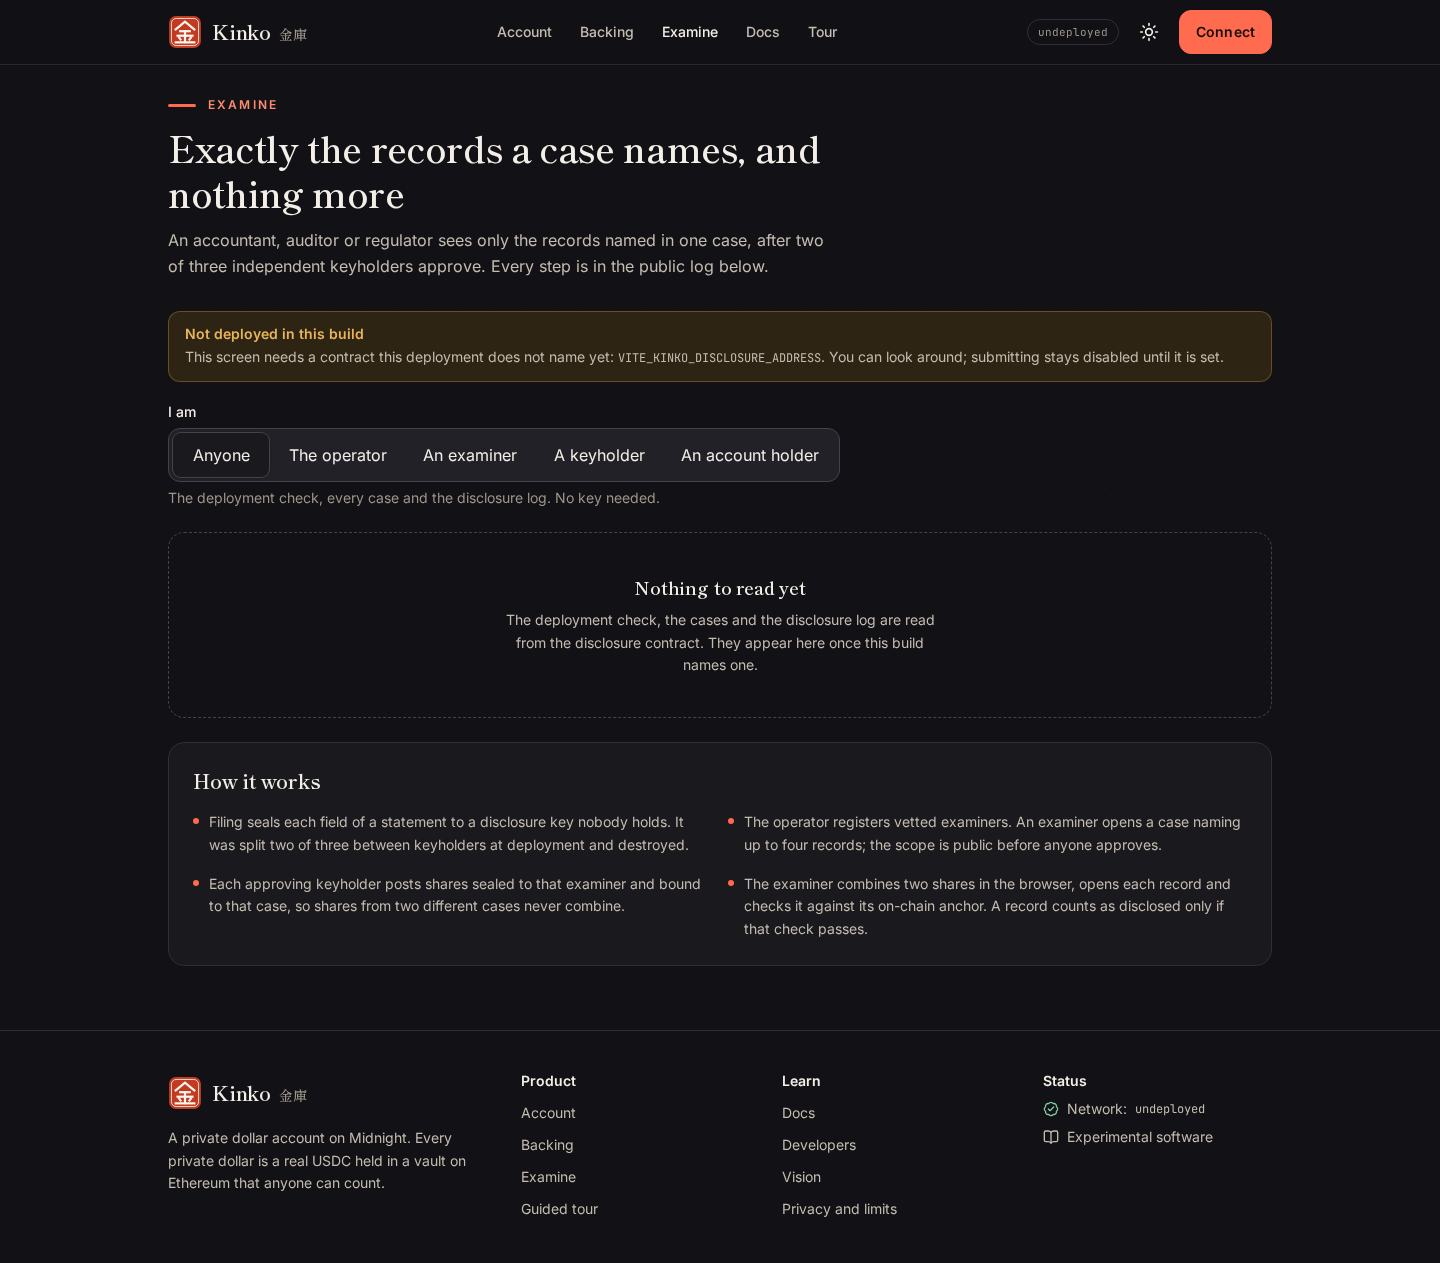 金 Kinko 金庫
Account Backing Examine Docs Tour
undeployed
Connect
EXAMINE
Exactly the records a case names, and
nothing more
An accountant, auditor or regulator sees only the records named in one case, after two
of three independent keyholders approve. Every step is in the public log below.
Not deployed in this build
This screen needs a contract this deployment does not name yet: VITE_KINKO_DISCLOSURE_ADDRESS. You can look around; submitting stays disabled until it is set.
I am
Anyone The operator An examiner A keyholder An account holder
The deployment check, every case and the disclosure log. No key needed.
Nothing to read yet
The deployment check, the cases and the disclosure log are read
from the disclosure contract. They appear here once this build
names one.
How it works
Filing seals each field of a statement to a disclosure key nobody holds. It
was split two of three between keyholders at deployment and destroyed.
The operator registers vetted examiners. An examiner opens a case naming
up to four records; the scope is public before anyone approves.
Each approving keyholder posts shares sealed to that examiner and bound
to that case, so shares from two different cases never combine.
The examiner combines two shares in the browser, opens each record and
checks it against its on-chain anchor. A record counts as disclosed only if
that check passes.
金 Kinko 金庫
A private dollar account on Midnight. Every
private dollar is a real USDC held in a vault on
Ethereum that anyone can count.
Product
Account
Backing
Examine
Guided tour
Learn
Docs
Developers
Vision
Privacy and limits
Status
Network: undeployed
Experimental software